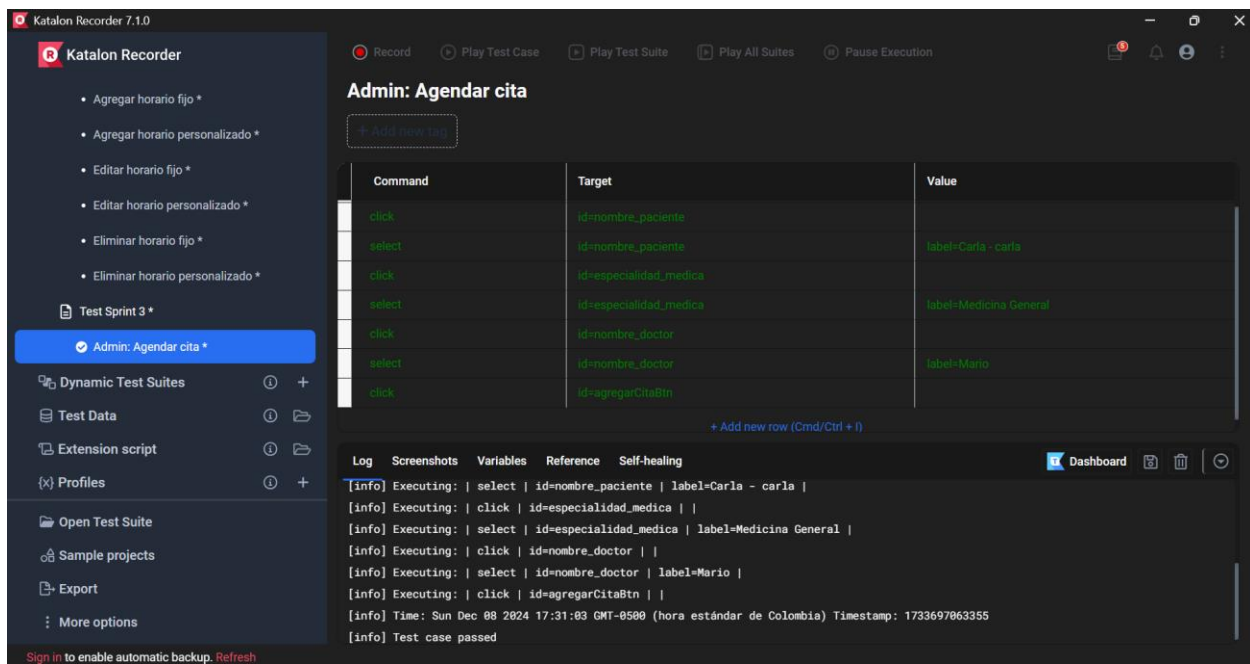 Katalon Recorder 7.1.0
Katalon Recorder
Agregar horario fijo *
Agregar horario personalizado *
Editar horario fijo *
Editar horario personalizado *
Eliminar horario fijo *
Eliminar horario personalizado *
Test Sprint 3 *
Admin: Agendar cita *
Dynamic Test Suites
Test Data
Extension script
{x} Profiles
Open Test Suite
Sample projects
Export
More options
Sign in to enable automatic backup. Refresh
Record Play Test Case Play Test Suite Play All Suites Pause Execution 5
Admin: Agendar cita
+ Add new tag
Command Target Value
click id=nombre_paciente
select id=nombre_paciente label=Carla - carla
click id=especialidad_medica
select id=especialidad_medica label=Medicina General
click id=nombre_doctor
select id=nombre_doctor label=Mario
click id=agregarCitaBtn
+ Add new row (Cmd/Ctrl + I)
Log Screenshots Variables Reference Self-healing Dashboard
[info] Executing: | select | id=nombre_paciente | label=Carla - carla |
[info] Executing: | click | id=especialidad_medica | |
[info] Executing: | select | id=especialidad_medica | label=Medicina General |
[info] Executing: | click | id=nombre_doctor | |
[info] Executing: | select | id=nombre_doctor | label=Mario |
[info] Executing: | click | id=agregarCitaBtn | |
[info] Time: Sun Dec 08 2024 17:31:03 GMT-0500 (hora estándar de Colombia) Timestamp: 1733697063355
[info] Test case passed